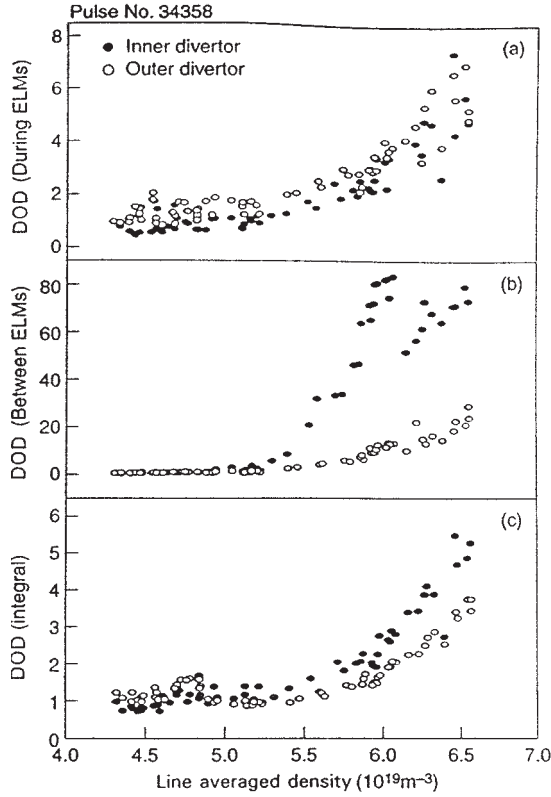 Pulse No. 34358
8
6
4
2
0
DOD (During ELMs)
Inner divertor
Outer divertor
(a)
80
60
40
20
0
DOD (Between ELMs)
(b)
6
5
4
3
2
1
0
DOD (integral)
(c)
4.0 4.5 5.0 5.5 6.0 6.5 7.0
Line averaged density (10¹⁹m⁻³)